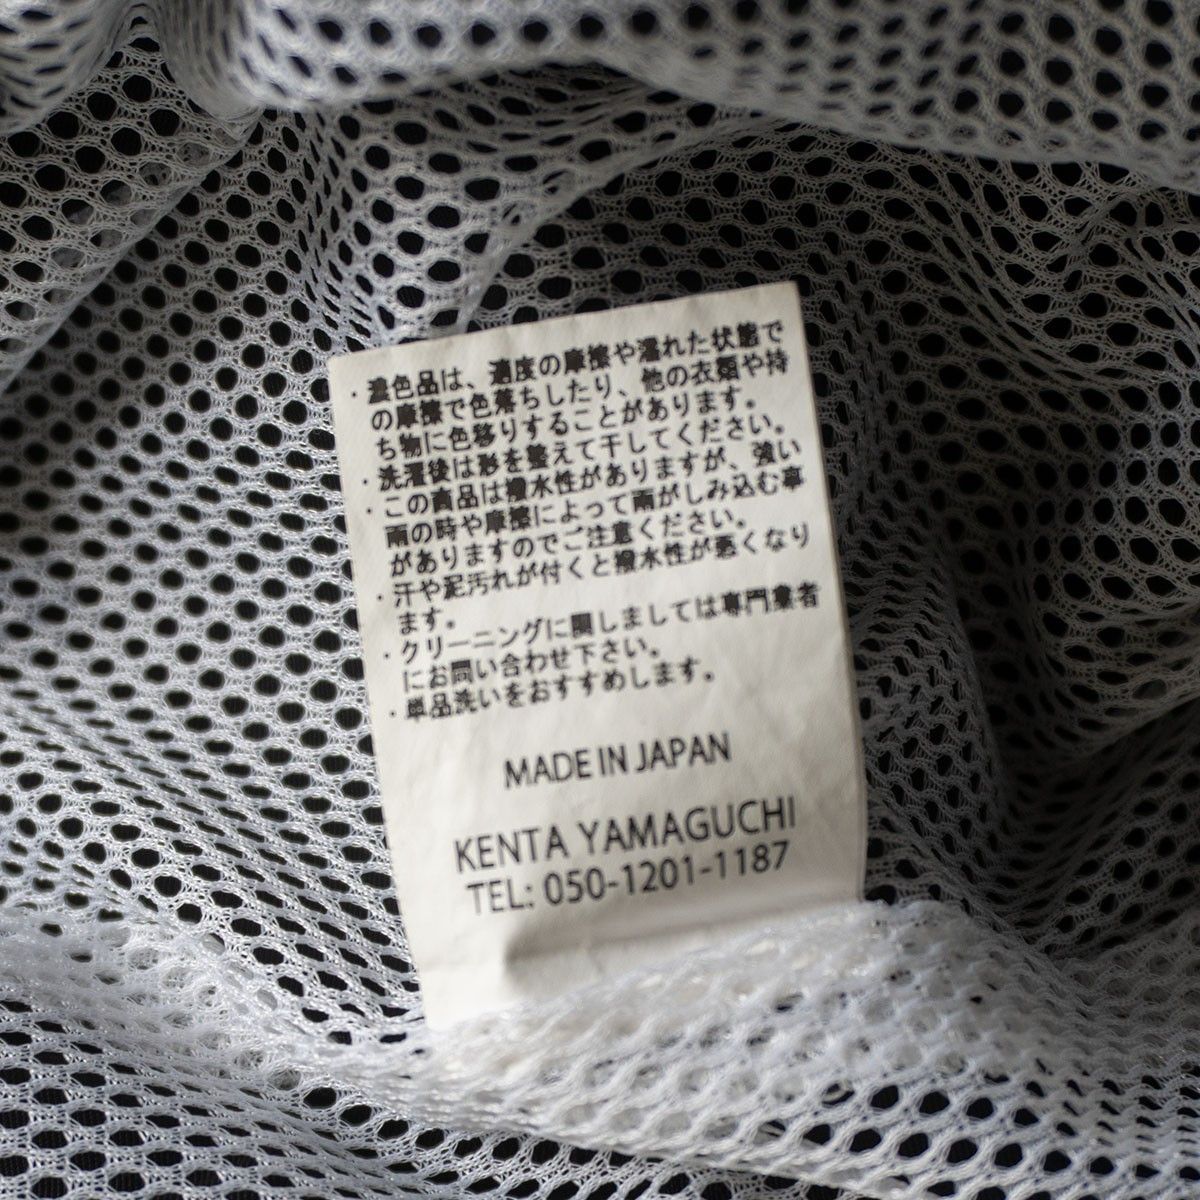 ・濃色品は、過度の摩擦や濡れた状態で
の摩擦で色落ちしたり、他の衣類や持
ち物に色移りすることがあります。
・洗濯後は形を整えて干してください。
・この商品は撥水性がありますが、強い
雨の時や摩擦によって雨がしみ込む事
がありますのでご注意ください。
・汗や泥汚れが付くと撥水性が悪くなり
ます。
・クリーニングに関しましては専門業者
にお問い合わせ下さい。
・単品洗いをおすすめします。
MADE IN JAPAN
KENTA YAMAGUCHI
TEL: 050-1201-1187